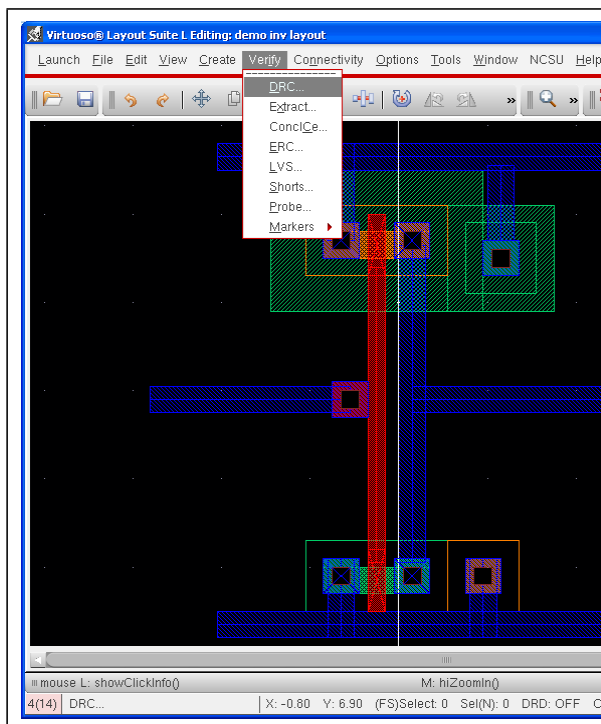 Virtuoso® Layout Suite L Editing: demo inv layout
Launch File Edit View Create Verify Connectivity Options Tools Window NCSU Help
DRC...
Extract...
ConcICe...
ERC...
LVS...
Shorts...
Probe...
Markers
»
»
mouse L: showClickInfo() M: hiZoomIn()
4(14) DRC... X: -0.80 Y: 6.90 (FS)Select: 0 Sel(N): 0 DRD: OFF C